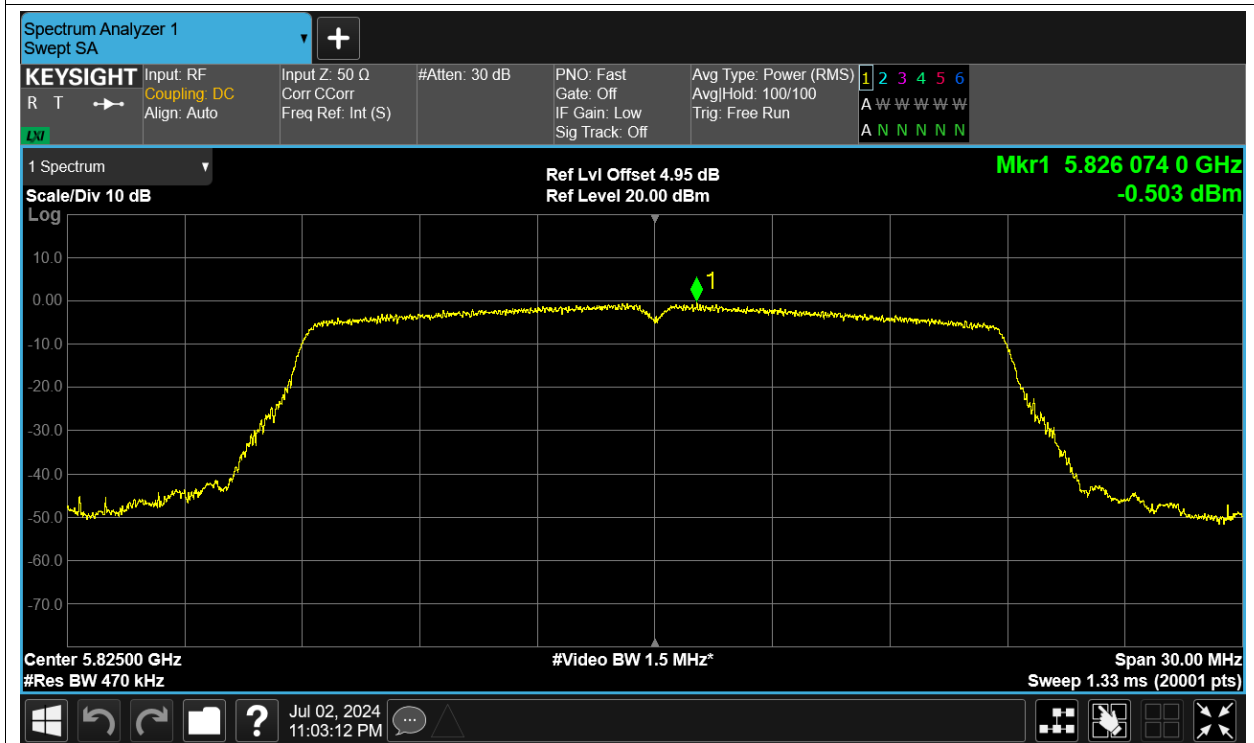 Spectrum Analyzer 1
Swept SA
KEYSIGHT
R T
LXI
Input: RF
Coupling: DC
Align: Auto
Input Z: 50 Ω
Corr CCorr
Freq Ref: Int (S)
#Atten: 30 dB
PNO: Fast
Gate: Off
IF Gain: Low
Sig Track: Off
Avg Type: Power (RMS)
Avg|Hold: 100/100
Trig: Free Run
1 2 3 4 5 6
A W W W W W
A N N N N N
1 Spectrum
Scale/Div 10 dB
Log
Ref Lvl Offset 4.95 dB
Ref Level 20.00 dBm
Mkr1 5.826 074 0 GHz
-0.503 dBm
1
10.0
0.00
-10.0
-20.0
-30.0
-40.0
-50.0
-60.0
-70.0
Center 5.82500 GHz
#Res BW 470 kHz
#Video BW 1.5 MHz*
Span 30.00 MHz
Sweep 1.33 ms (20001 pts)
?
Jul 02, 2024
11:03:12 PM